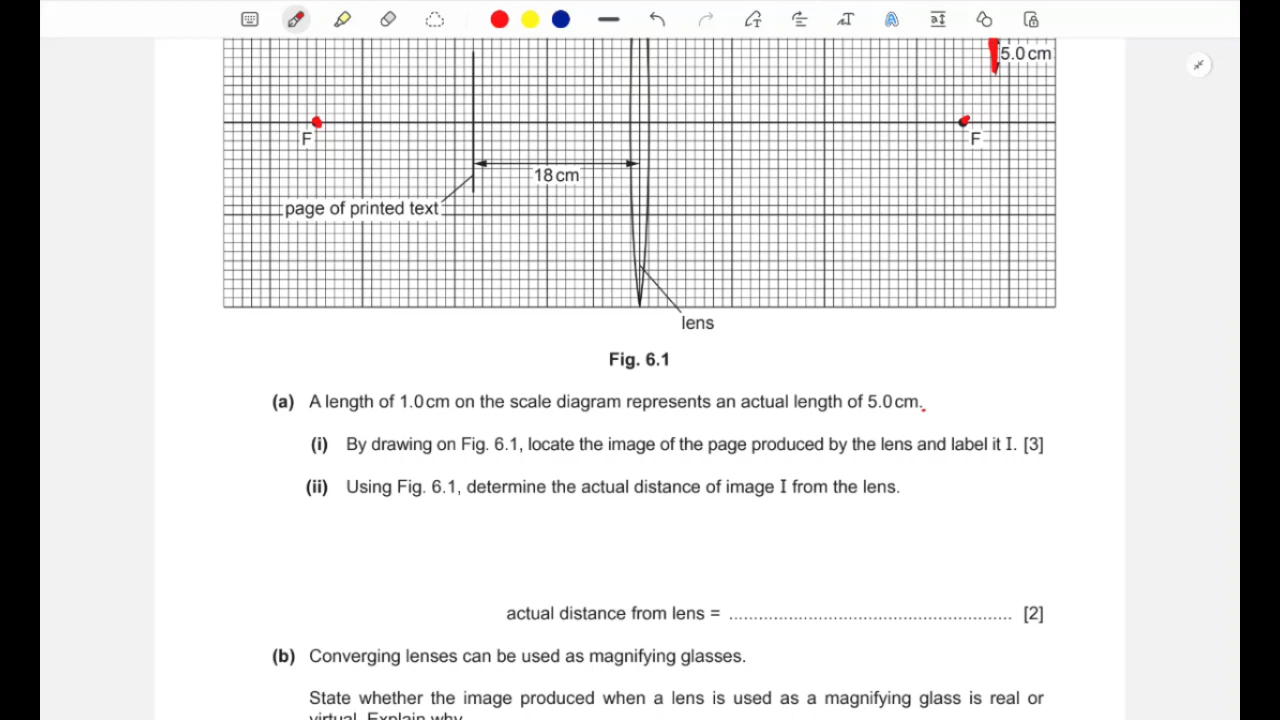 5.0 cm
F
F
18 cm
page of printed text
lens
Fig. 6.1
(a) A length of 1.0 cm on the scale diagram represents an actual length of 5.0 cm.
(i) By drawing on Fig. 6.1, locate the image of the page produced by the lens and label it I. [3]
(ii) Using Fig. 6.1, determine the actual distance of image I from the lens.
actual distance from lens = ........................................................ [2]
(b) Converging lenses can be used as magnifying glasses.
State whether the image produced when a lens is used as a magnifying glass is real or
virtual. Explain why